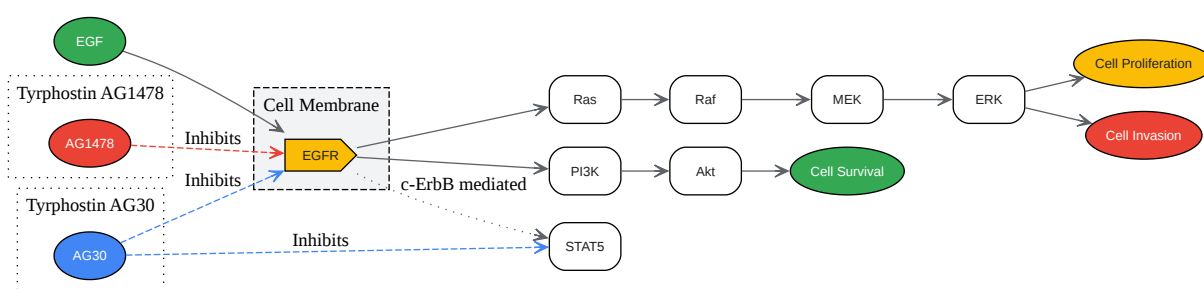 EGF
Tyrphostin AG1478
AG1478
Inhibits
Cell Membrane
EGFR
Inhibits
Tyrphostin AG30
AG30
Inhibits
c-ErbB mediated
Ras
Raf
MEK
ERK
Cell Proliferation
Cell Invasion
PI3K
Akt
Cell Survival
STAT5